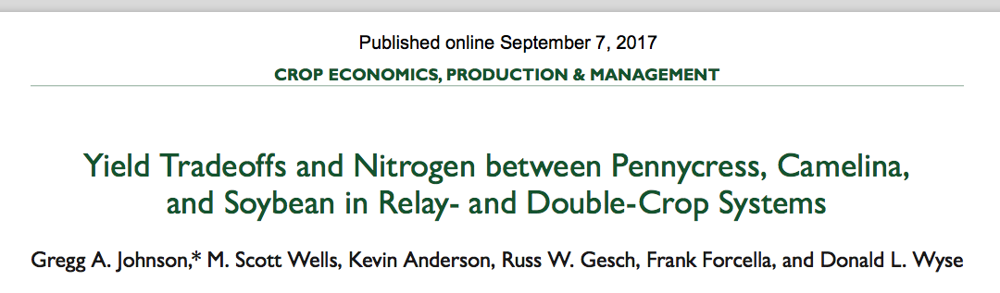 Published online September 7, 2017
CROP ECONOMICS, PRODUCTION & MANAGEMENT
Yield Tradeoffs and Nitrogen between Pennycress, Camelina,
and Soybean in Relay- and Double-Crop Systems
Gregg A. Johnson,* M. Scott Wells, Kevin Anderson, Russ W. Gesch, Frank Forcella, and Donald L. Wyse